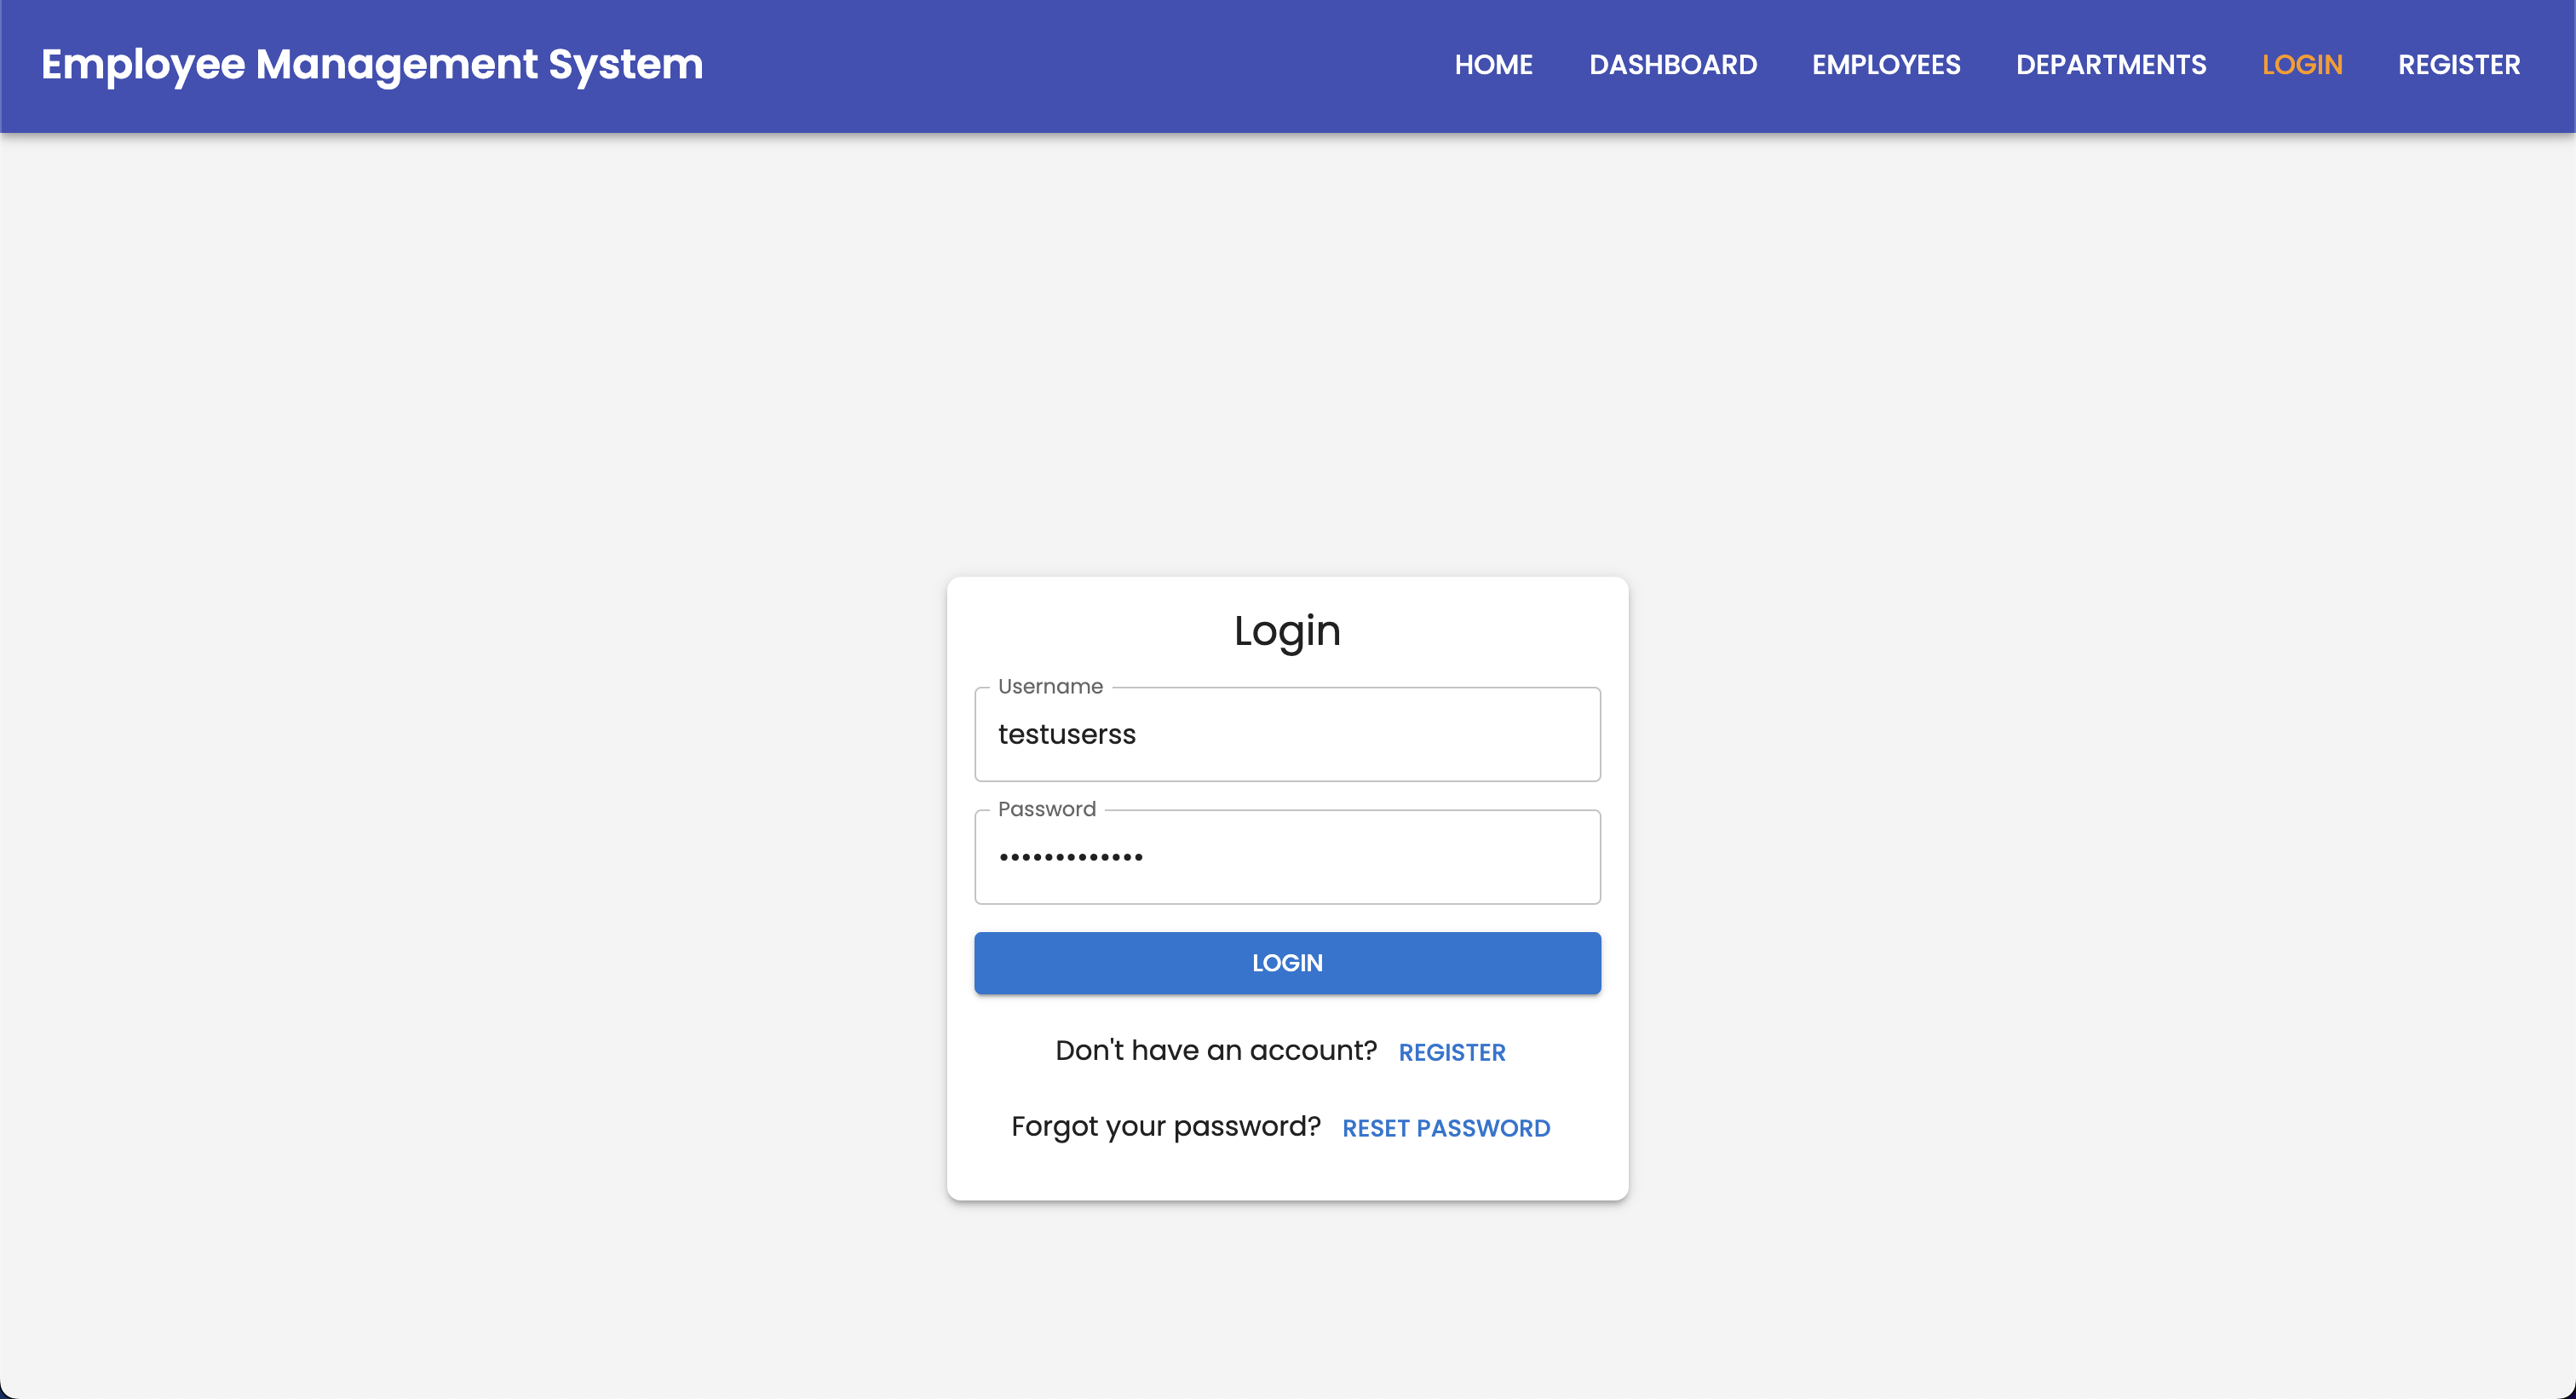 Employee Management System
HOME DASHBOARD EMPLOYEES DEPARTMENTS LOGIN REGISTER
Login
Username
testuserss
Password
•••••••••••••
LOGIN
Don't have an account? REGISTER
Forgot your password? RESET PASSWORD